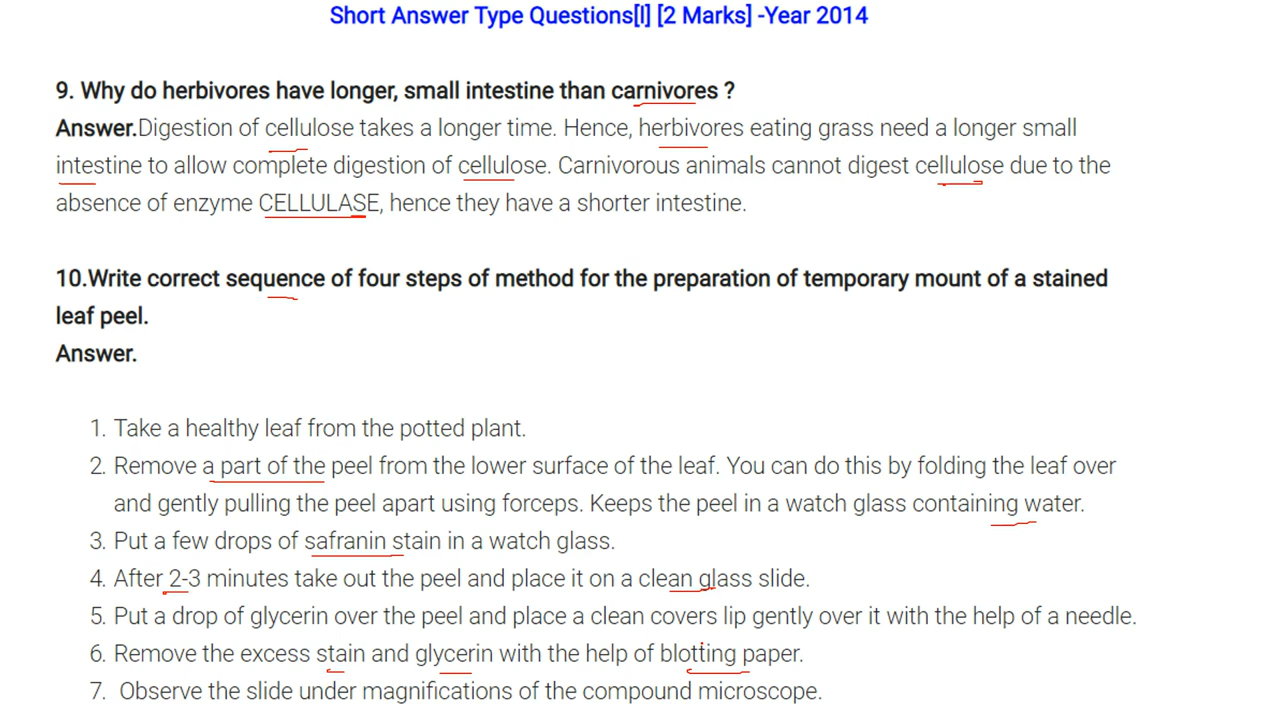 Short Answer Type Questions[I] [2 Marks] -Year 2014
9. Why do herbivores have longer, small intestine than carnivores ?
Answer.Digestion of cellulose takes a longer time. Hence, herbivores eating grass need a longer small
intestine to allow complete digestion of cellulose. Carnivorous animals cannot digest cellulose due to the
absence of enzyme CELLULASE, hence they have a shorter intestine.
10.Write correct sequence of four steps of method for the preparation of temporary mount of a stained
leaf peel.
Answer.
1. Take a healthy leaf from the potted plant.
2. Remove a part of the peel from the lower surface of the leaf. You can do this by folding the leaf over
and gently pulling the peel apart using forceps. Keeps the peel in a watch glass containing water.
3. Put a few drops of safranin stain in a watch glass.
4. After 2-3 minutes take out the peel and place it on a clean glass slide.
5. Put a drop of glycerin over the peel and place a clean covers lip gently over it with the help of a needle.
6. Remove the excess stain and glycerin with the help of blotting paper.
7. Observe the slide under magnifications of the compound microscope.